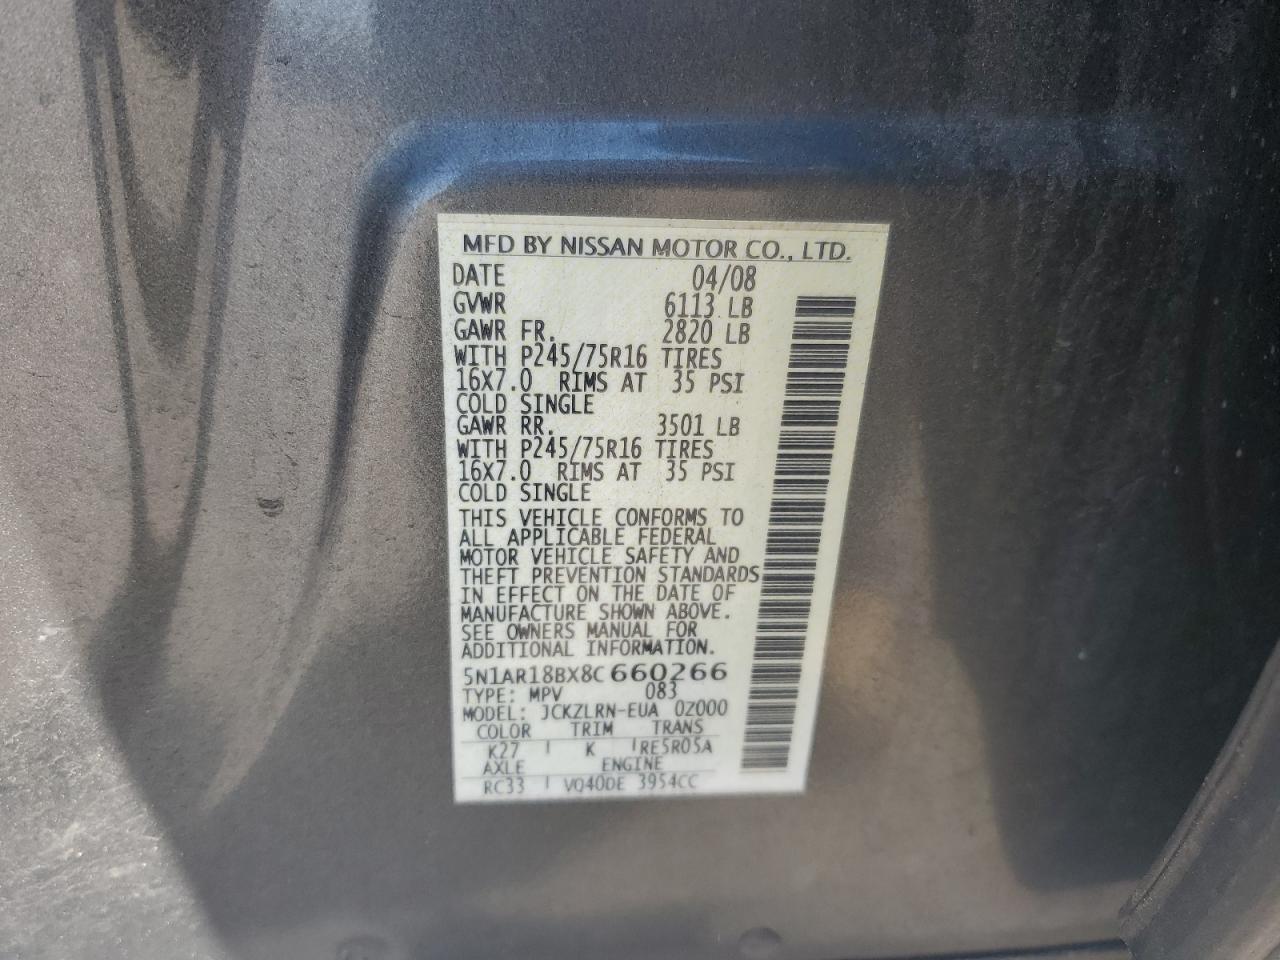 MFD BY NISSAN MOTOR CO., LTD.
DATE 04/08
GVWR 6113 LB
GAWR FR. 2820 LB
WITH P245/75R16 TIRES
16X7.0 RIMS AT 35 PSI
COLD SINGLE
GAWR RR. 3501 LB
WITH P245/75R16 TIRES
16X7.0 RIMS AT 35 PSI
COLD SINGLE
THIS VEHICLE CONFORMS TO
ALL APPLICABLE FEDERAL
MOTOR VEHICLE SAFETY AND
THEFT PREVENTION STANDARDS
IN EFFECT ON THE DATE OF
MANUFACTURE SHOWN ABOVE.
SEE OWNERS MANUAL FOR
ADDITIONAL INFORMATION.
5N1AR18BX8C 660266
TYPE: MPV 083
MODEL: JCKZLRN-EUA 0Z000
COLOR TRIM TRANS
K27 K RE5R05A
AXLE ENGINE
RC33 VQ40DE 3954CC